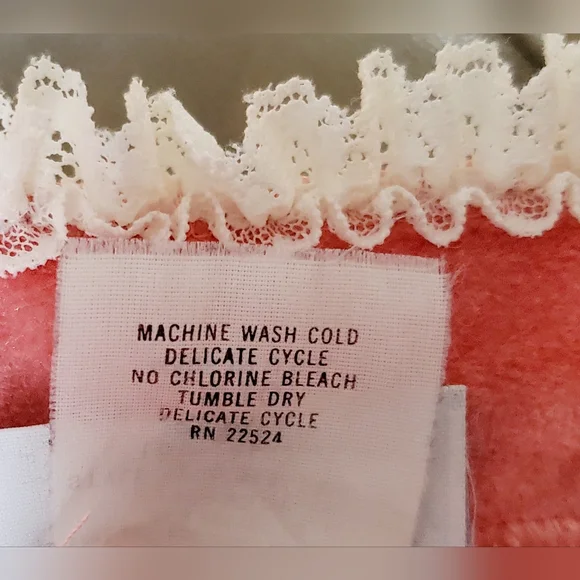 MACHINE WASH COLD
DELICATE CYCLE
NO CHLORINE BLEACH
TUMBLE DRY
DELICATE CYCLE
RN 22524